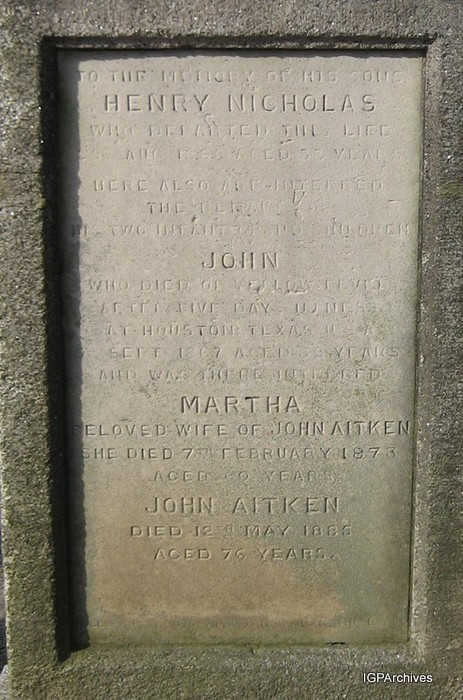 TO THE MEMORY OF HIS SONS
HENRY NICHOLAS
WHO DEPARTED THIS LIFE
AGED YEARS
HERE ALSO ARE INTERRED
THE
TWO INFANT CHILDREN
JOHN
WHO DIED OF YELLOW FEVER
AFTER FIVE DAYS ILLNESS
AT HOUSTON TEXAS U.S.A.
SEPT 1867 AGED YEARS
AND WAS THERE INTERRED
MARTHA
BELOVED WIFE OF JOHN AITKEN
SHE DIED 7TH FEBRUARY 1873
AGED YEARS.
JOHN AITKEN
DIED 12TH MAY 1885
AGED 76 YEARS.
IGPArchives